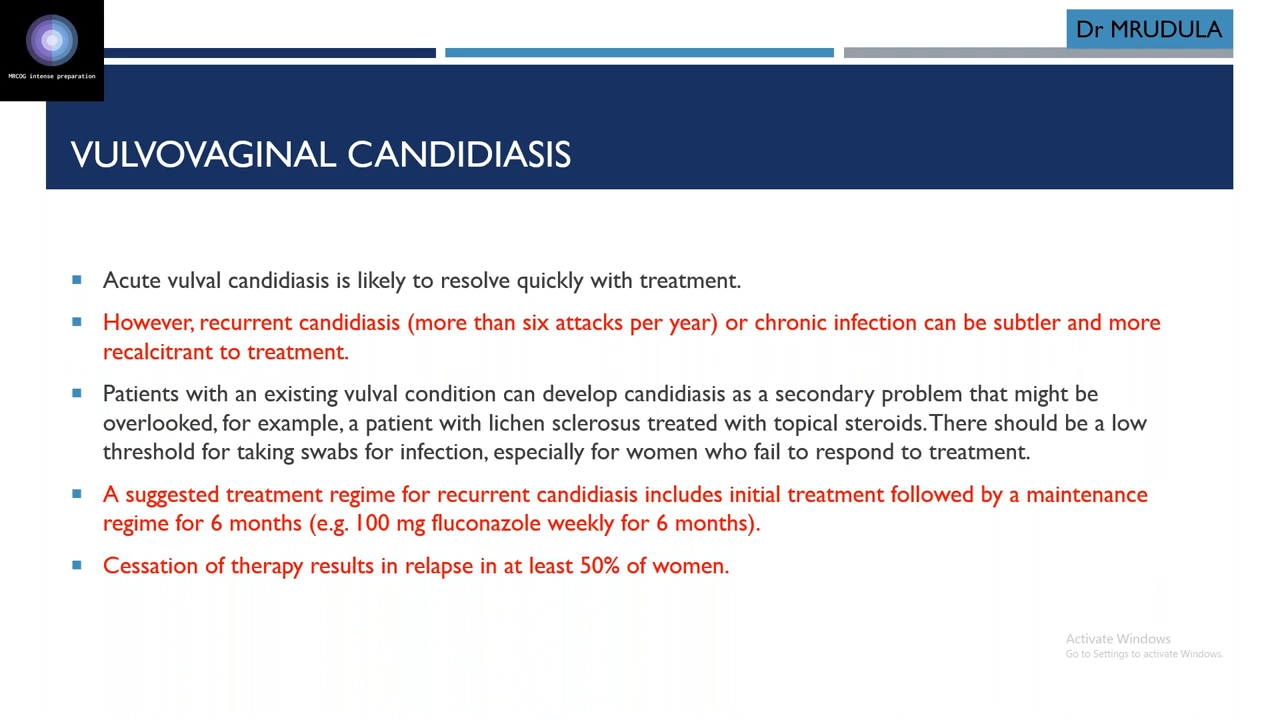 MRCOG intense preparation
Dr MRUDULA
VULVOVAGINAL CANDIDIASIS
Acute vulval candidiasis is likely to resolve quickly with treatment.
However, recurrent candidiasis (more than six attacks per year) or chronic infection can be subtler and more
recalcitrant to treatment.
Patients with an existing vulval condition can develop candidiasis as a secondary problem that might be
overlooked, for example, a patient with lichen sclerosus treated with topical steroids. There should be a low
threshold for taking swabs for infection, especially for women who fail to respond to treatment.
A suggested treatment regime for recurrent candidiasis includes initial treatment followed by a maintenance
regime for 6 months (e.g. 100 mg fluconazole weekly for 6 months).
Cessation of therapy results in relapse in at least 50% of women.
Activate Windows
Go to Settings to activate Windows.